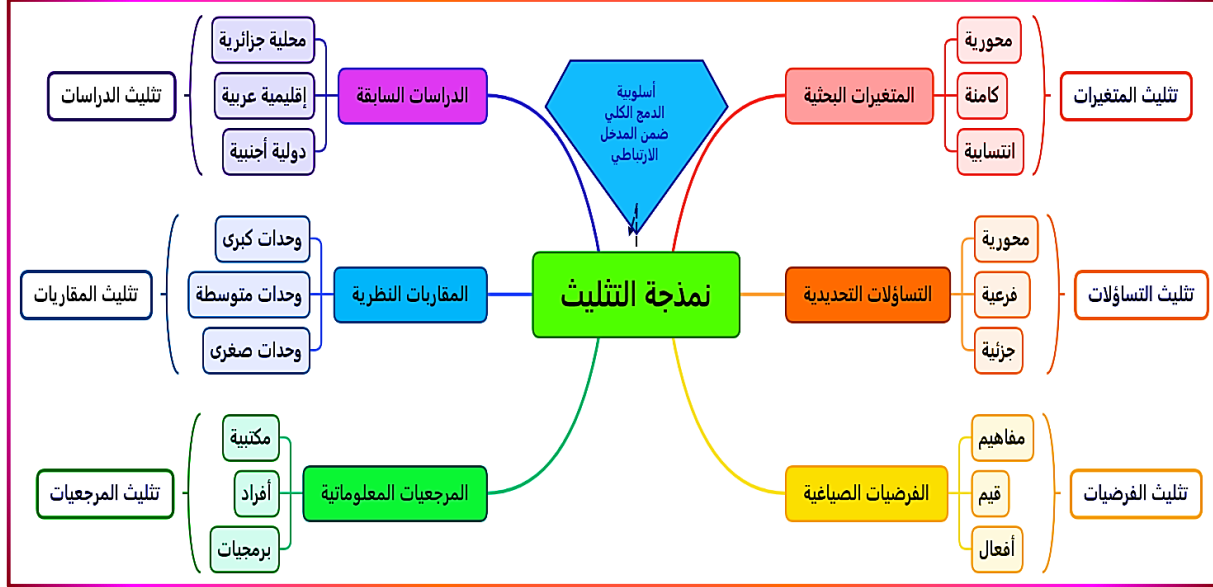 أسلوبية
الدمج الكلي
ضمن المدخل
الارتباطي
نمذجة التثليث
المتغيرات البحثية
محورية
كامنة
انتسابية
تثليث المتغيرات
التساؤلات التحديدية
محورية
فرعية
جزئية
تثليث التساؤلات
الفرضيات الصياغية
مفاهيم
قيم
أفعال
تثليث الفرضيات
الدراسات السابقة
محلية جزائرية
إقليمية عربية
دولية أجنبية
تثليث الدراسات
المقاربات النظرية
وحدات كبرى
وحدات متوسطة
وحدات صغرى
تثليث المقاربات
المرجعيات المعلوماتية
مكتبية
أفراد
برمجيات
تثليث المرجعيات